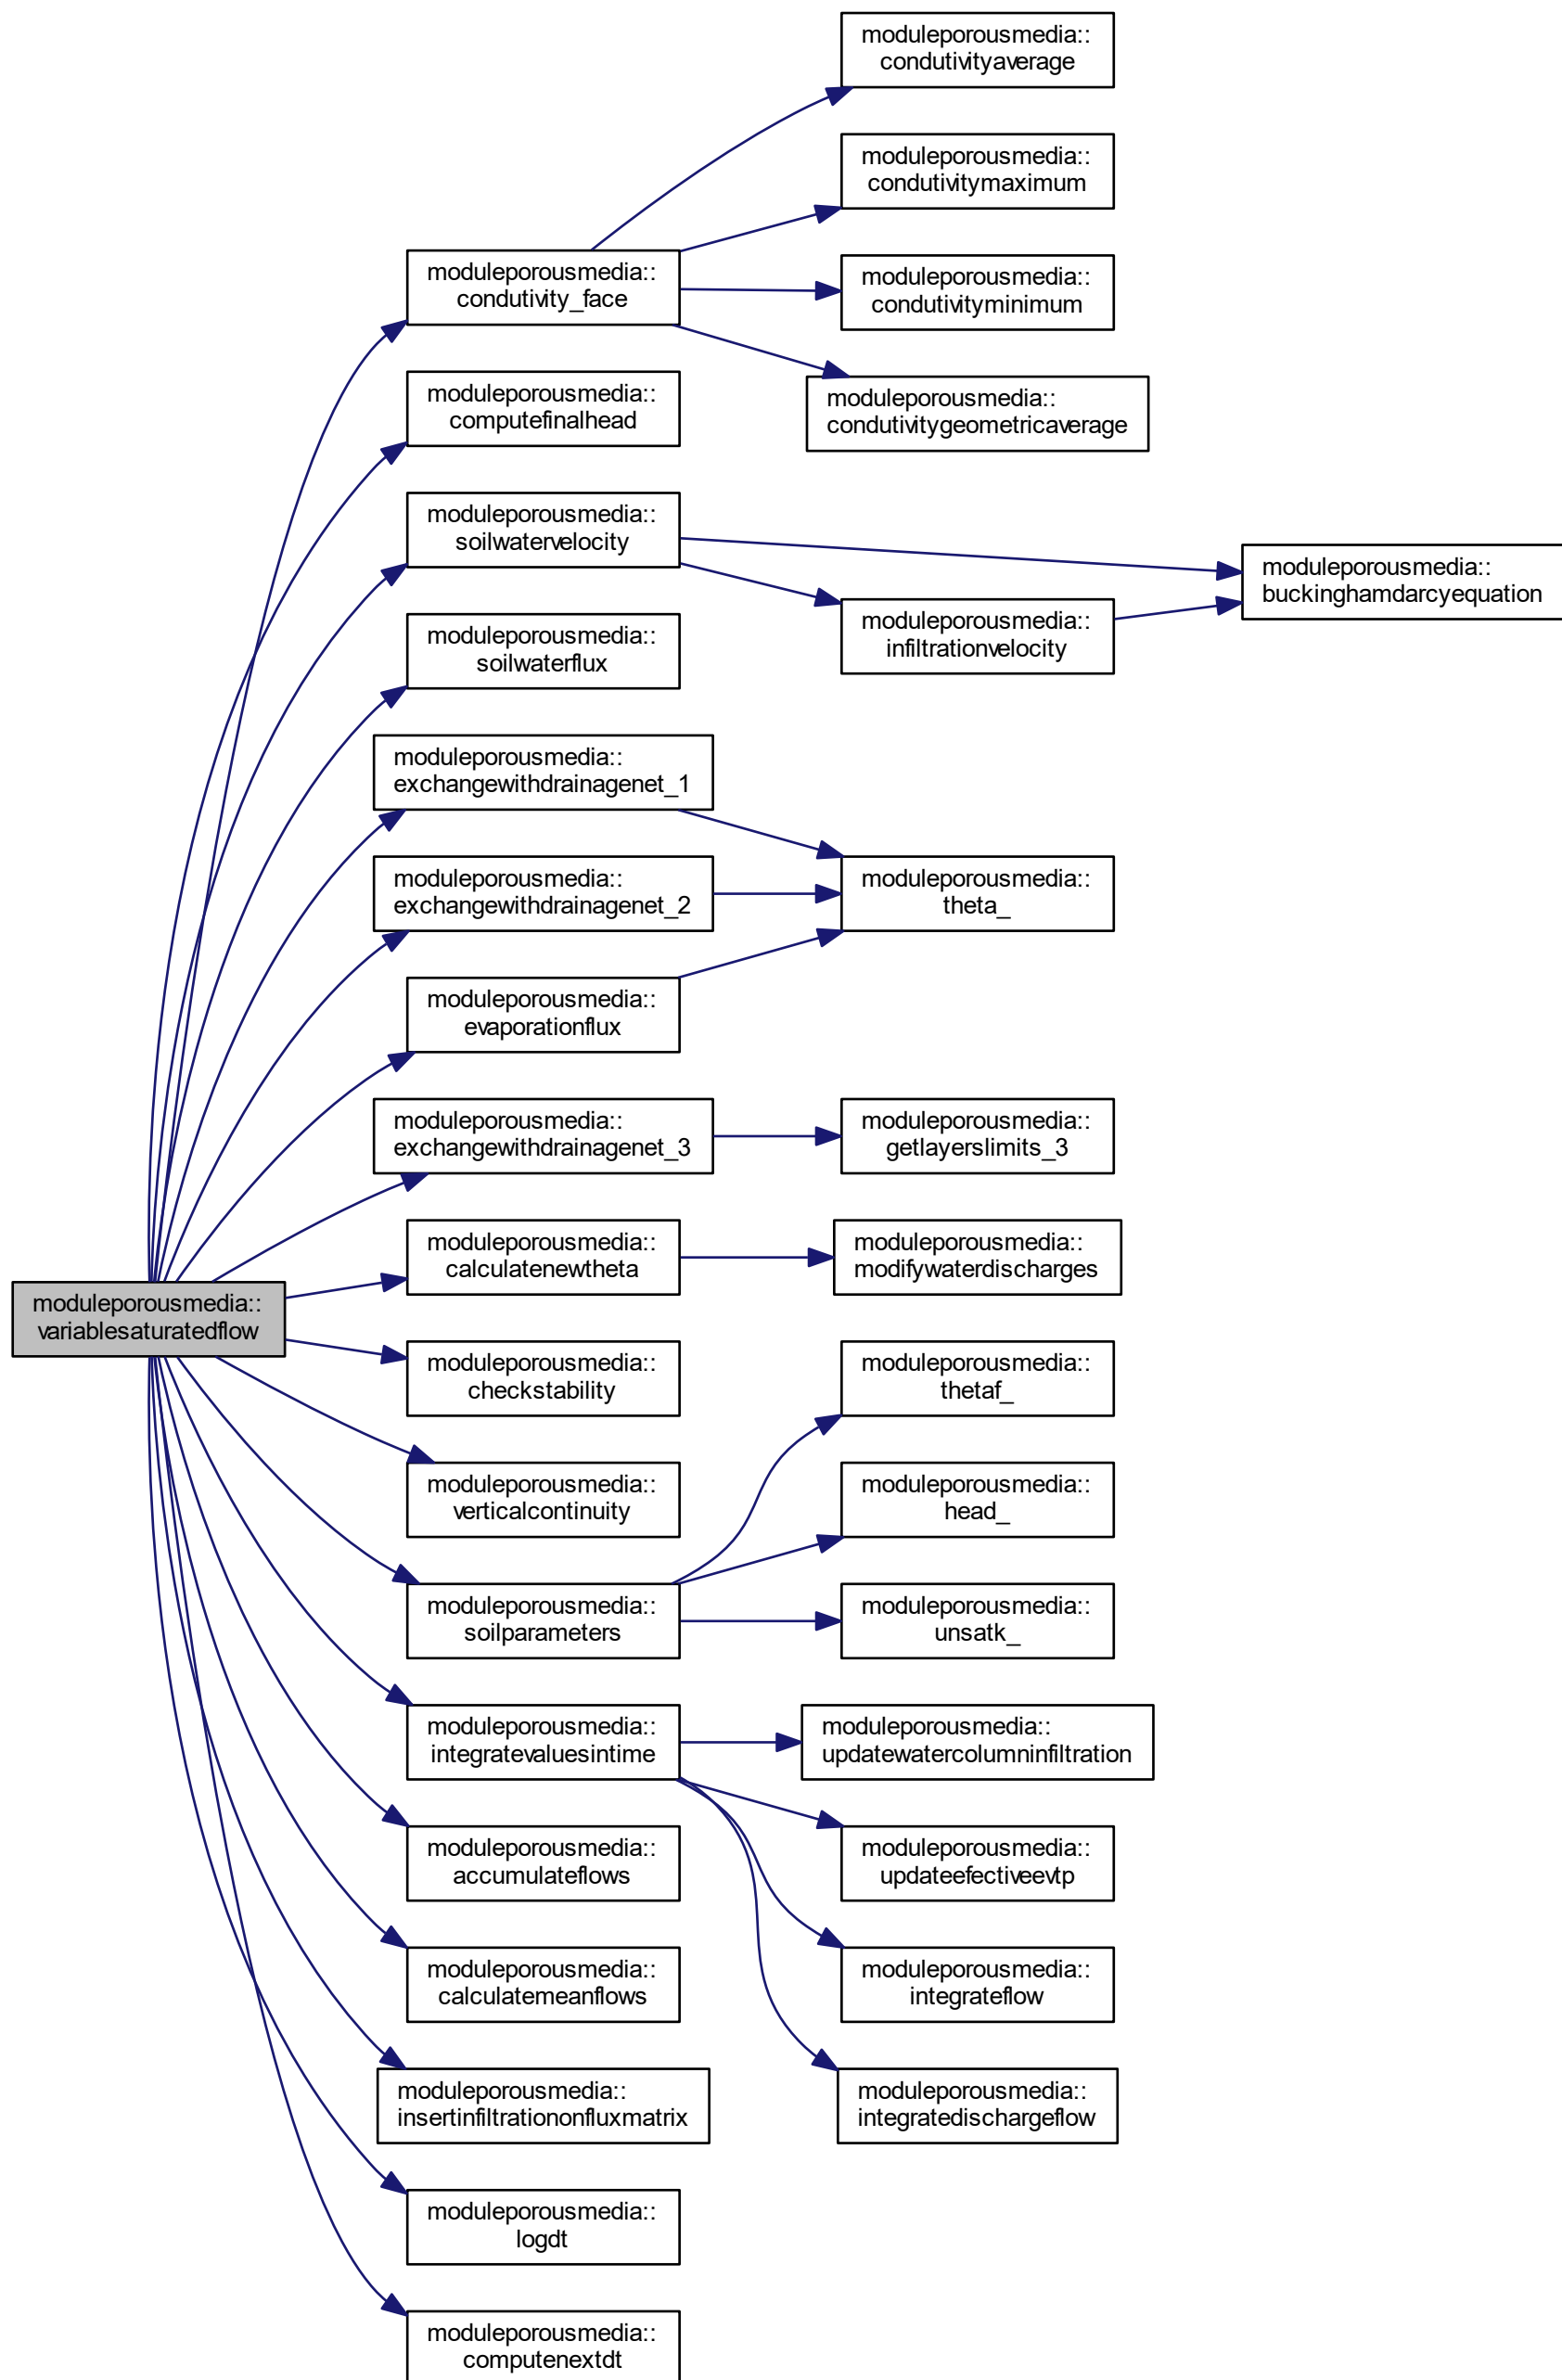 moduleporousmedia::
condutivityaverage
moduleporousmedia::
condutivitymaximum
moduleporousmedia::
condutivity_face
moduleporousmedia::
condutivityminimum
moduleporousmedia::
computefinalhead
moduleporousmedia::
condutivitygeometricaverage
moduleporousmedia::
soilwatervelocity
moduleporousmedia::
buckinghamdarcyequation
moduleporousmedia::
soilwaterflux
moduleporousmedia::
infiltrationvelocity
moduleporousmedia::
exchangewithdrainagenet_1
moduleporousmedia::
exchangewithdrainagenet_2
moduleporousmedia::
theta_
moduleporousmedia::
evaporationflux
moduleporousmedia::
exchangewithdrainagenet_3
moduleporousmedia::
getlayerslimits_3
moduleporousmedia::
calculatenewtheta
moduleporousmedia::
modifywaterdischarges
moduleporousmedia::
variablesaturatedflow
moduleporousmedia::
checkstability
moduleporousmedia::
thetaf_
moduleporousmedia::
verticalcontinuity
moduleporousmedia::
head_
moduleporousmedia::
soilparameters
moduleporousmedia::
unsatk_
moduleporousmedia::
integratevaluesintime
moduleporousmedia::
updatewatercolumninfiltration
moduleporousmedia::
accumulateflows
moduleporousmedia::
updateefectiveevtp
moduleporousmedia::
calculatemeanflows
moduleporousmedia::
integrateflow
moduleporousmedia::
insertinfiltrationonfluxmatrix
moduleporousmedia::
integratedischargeflow
moduleporousmedia::
logdt
moduleporousmedia::
computenextdt